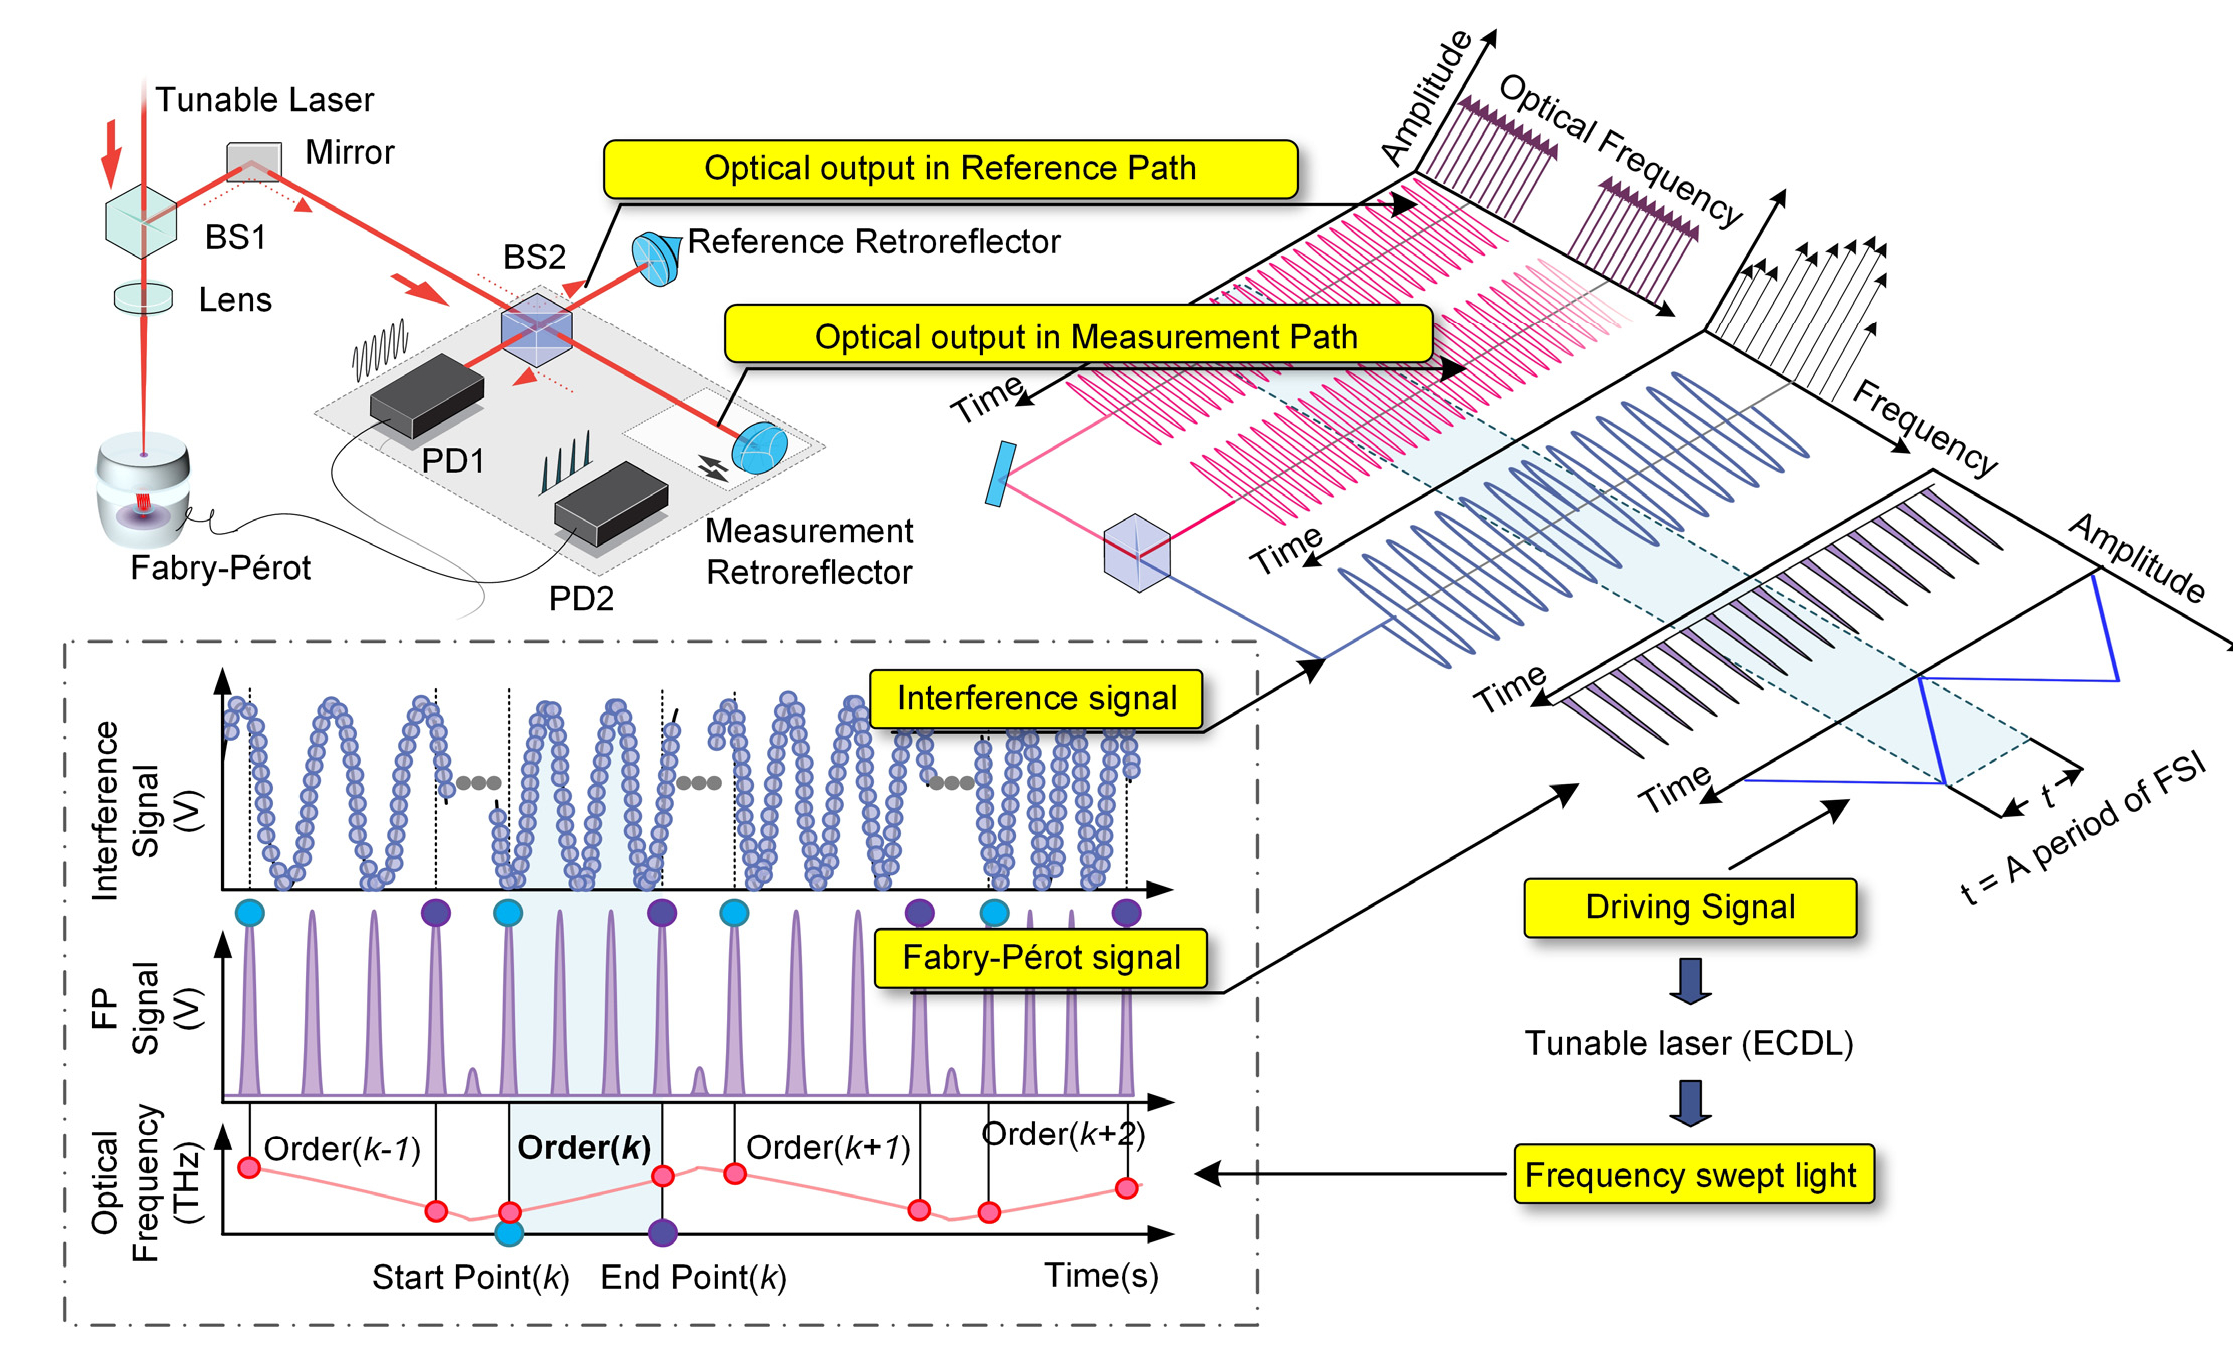 Tunable Laser
Mirror
BS1
Lens
Fabry-Pérot
BS2
PD1
PD2
Reference Retroreflector
Measurement
Retroreflector
Optical output in Reference Path
Optical output in Measurement Path
Amplitude
Optical Frequency
Time
Frequency
Time
Amplitude
Time
Time
t
t = A period of FSI
Interference
Signal
(V)
Interference signal
FP
Signal
(V)
Fabry-Pérot signal
Optical
Frequency
(THz)
Order(k-1)
Order(k)
Order(k+1)
Order(k+2)
Start Point(k)
End Point(k)
Time(s)
Driving Signal
Tunable laser (ECDL)
Frequency swept light